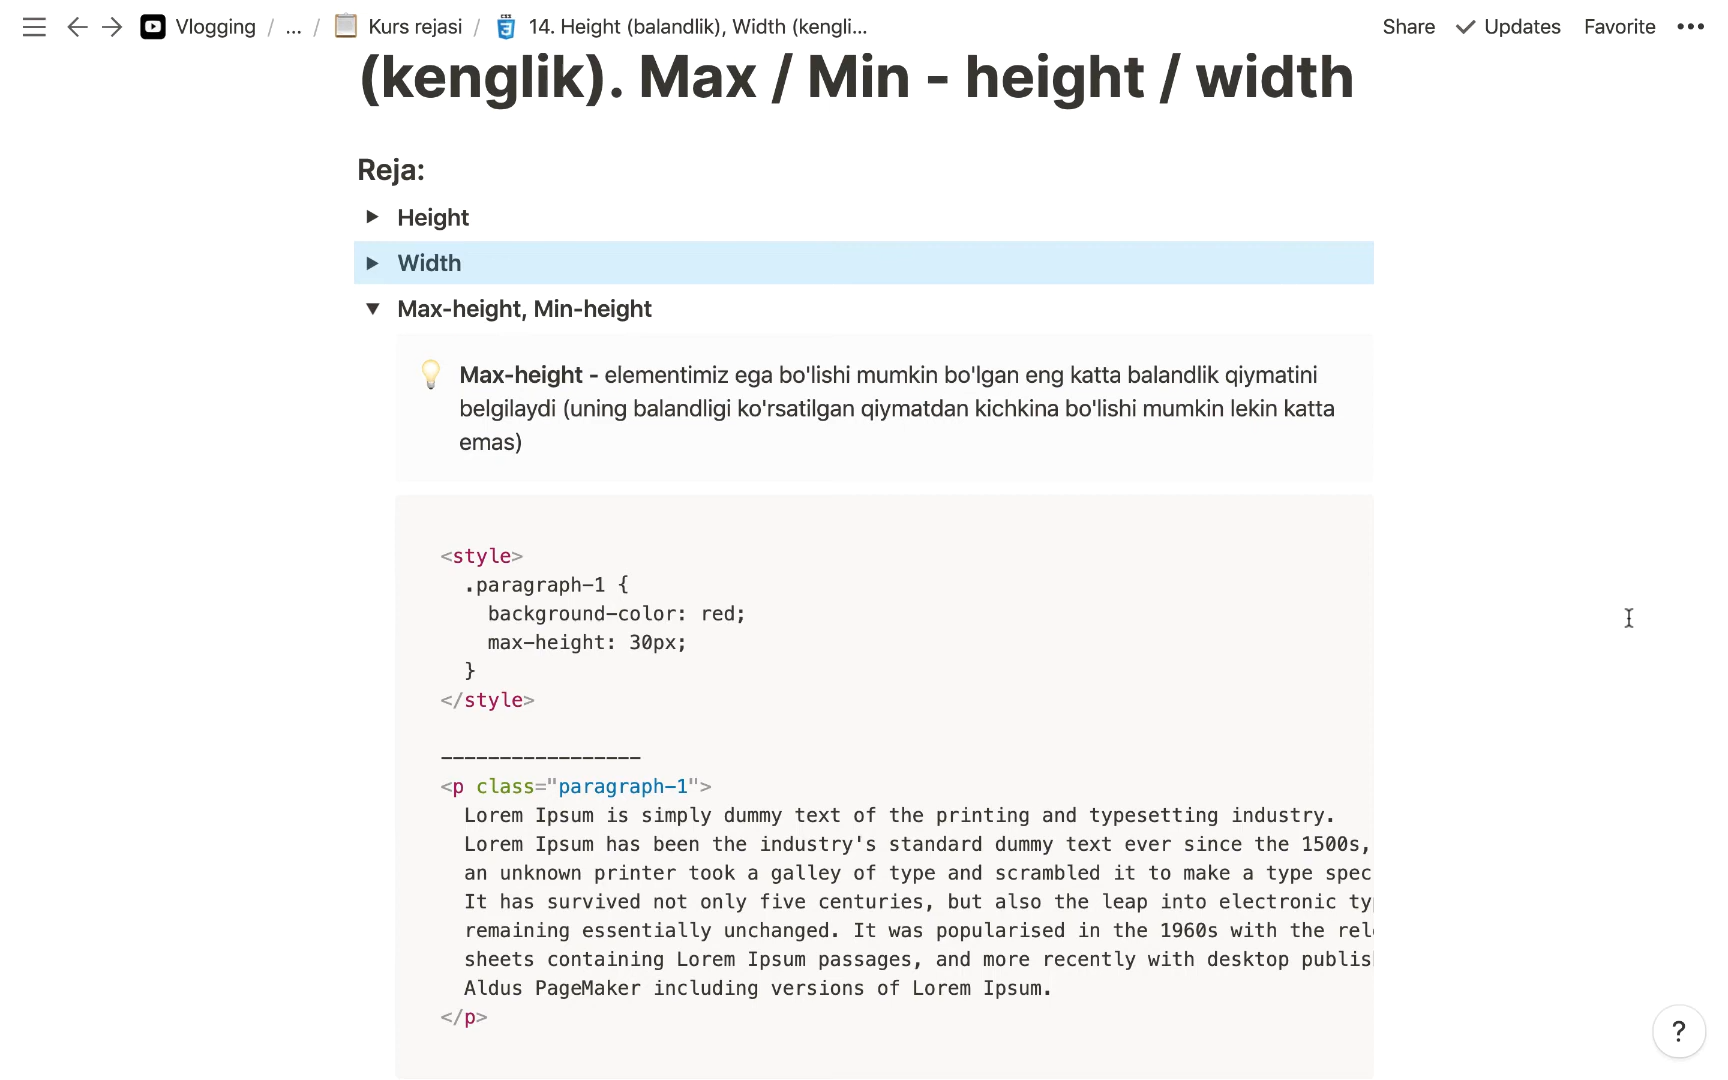 Vlogging / ... / Kurs rejasi / 14. Height (balandlik), Width (kengli...
Share Updates Favorite •••
(kenglik). Max / Min - height / width
Reja:
Height
Width
Max-height, Min-height
Max-height - elementimiz ega bo'lishi mumkin bo'lgan eng katta balandlik qiymatini
belgilaydi (uning balandligi ko'rsatilgan qiymatdan kichkina bo'lishi mumkin lekin katta
emas)
<style>
.paragraph-1 {
background-color: red;
max-height: 30px;
}
</style>
-----------------
<p class="paragraph-1">
Lorem Ipsum is simply dummy text of the printing and typesetting industry.
Lorem Ipsum has been the industry's standard dummy text ever since the 1500s,
an unknown printer took a galley of type and scrambled it to make a type spec
It has survived not only five centuries, but also the leap into electronic ty
remaining essentially unchanged. It was popularised in the 1960s with the rel
sheets containing Lorem Ipsum passages, and more recently with desktop publis
Aldus PageMaker including versions of Lorem Ipsum.
</p>
?